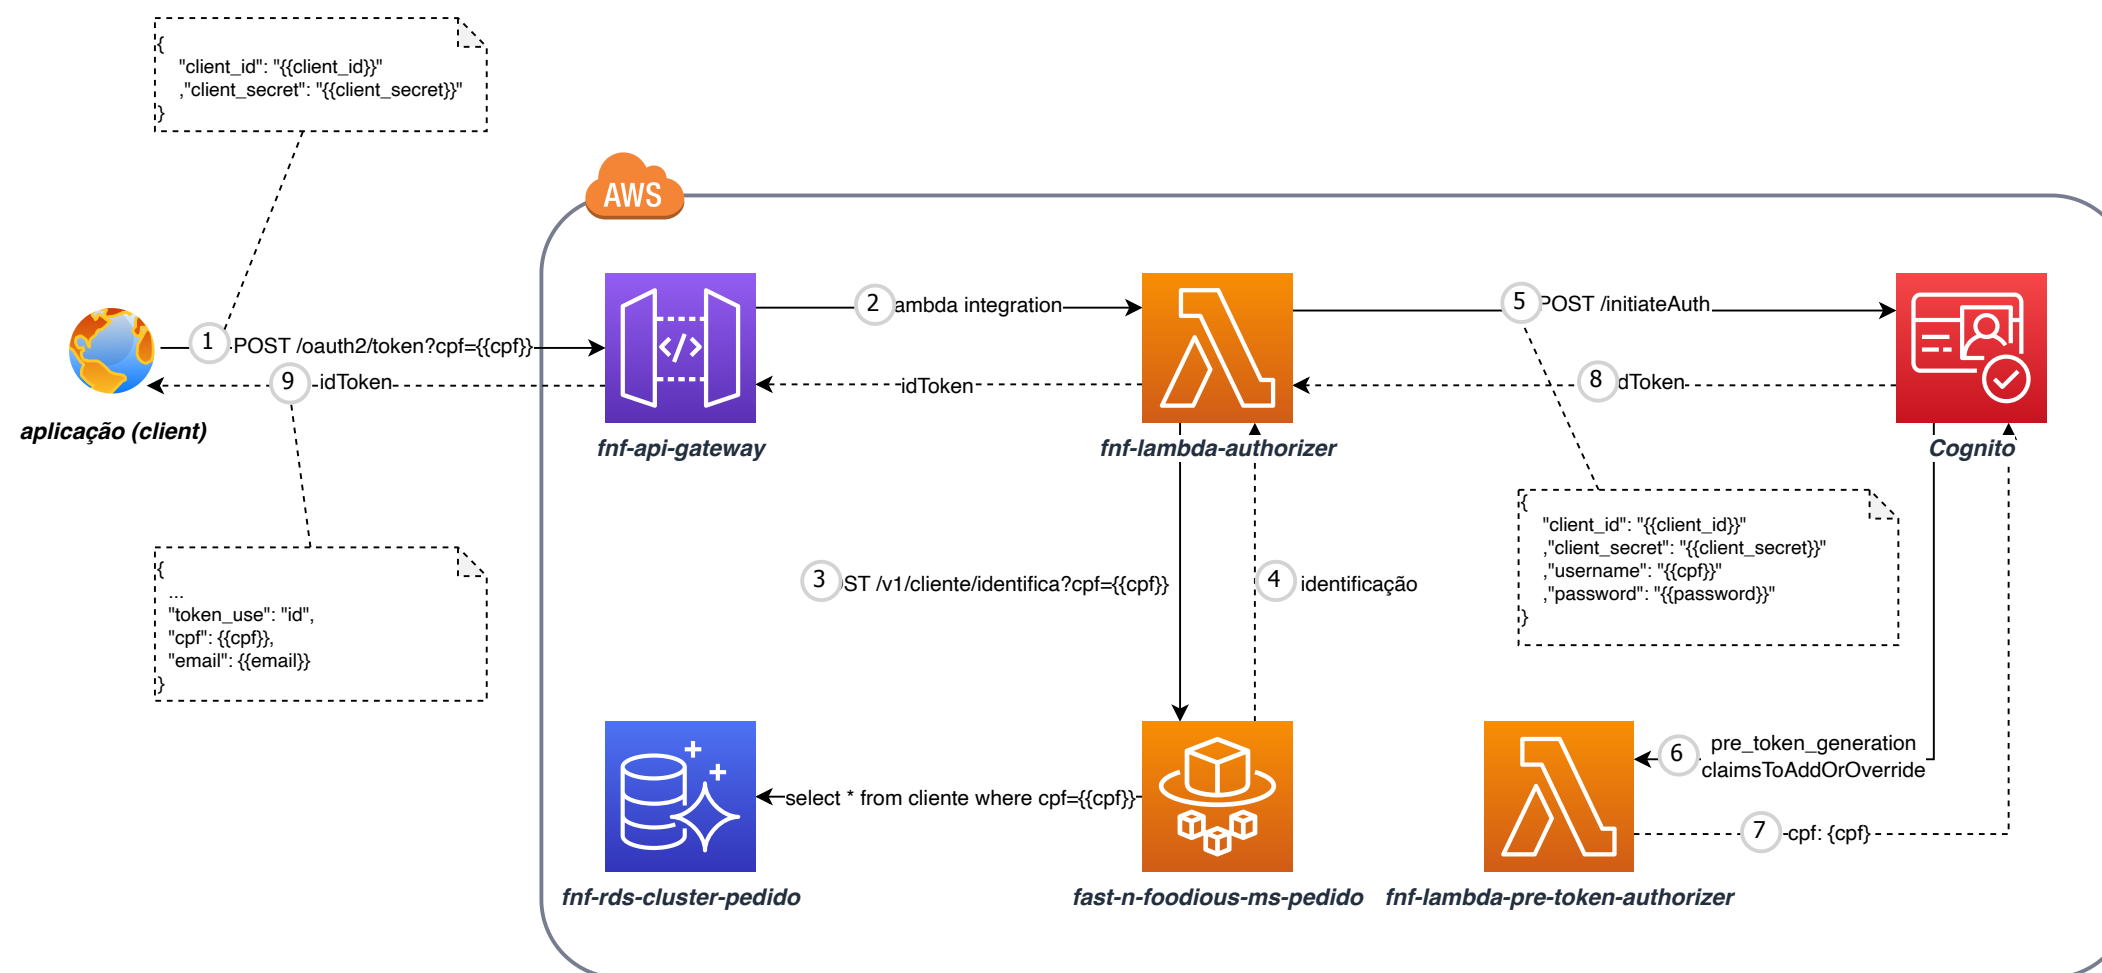 {
"client_id": "{{client_id}}"
,"client_secret": "{{client_secret}}"
}
AWS
1
POST /oauth2/token?cpf={{cpf}}
2
ambda integration
5
POST /initiateAuth
9
idToken
idToken
8
dToken
aplicação (client)
fnf-api-gateway
fnf-lambda-authorizer
Cognito
{
...
"token_use": "id",
"cpf": {{cpf}},
"email": {{email}}
}
3
ST /v1/cliente/identifica?cpf={{cpf}}
4
identificação
{
"client_id": "{{client_id}}"
,"client_secret": "{{client_secret}}"
,"username": "{{cpf}}"
,"password": "{{password}}"
}
select * from cliente where cpf={{cpf}}
6
pre_token_generation
claimsToAddOrOverride
7
cpf: {cpf}
fnf-rds-cluster-pedido
fast-n-foodious-ms-pedido
fnf-lambda-pre-token-authorizer